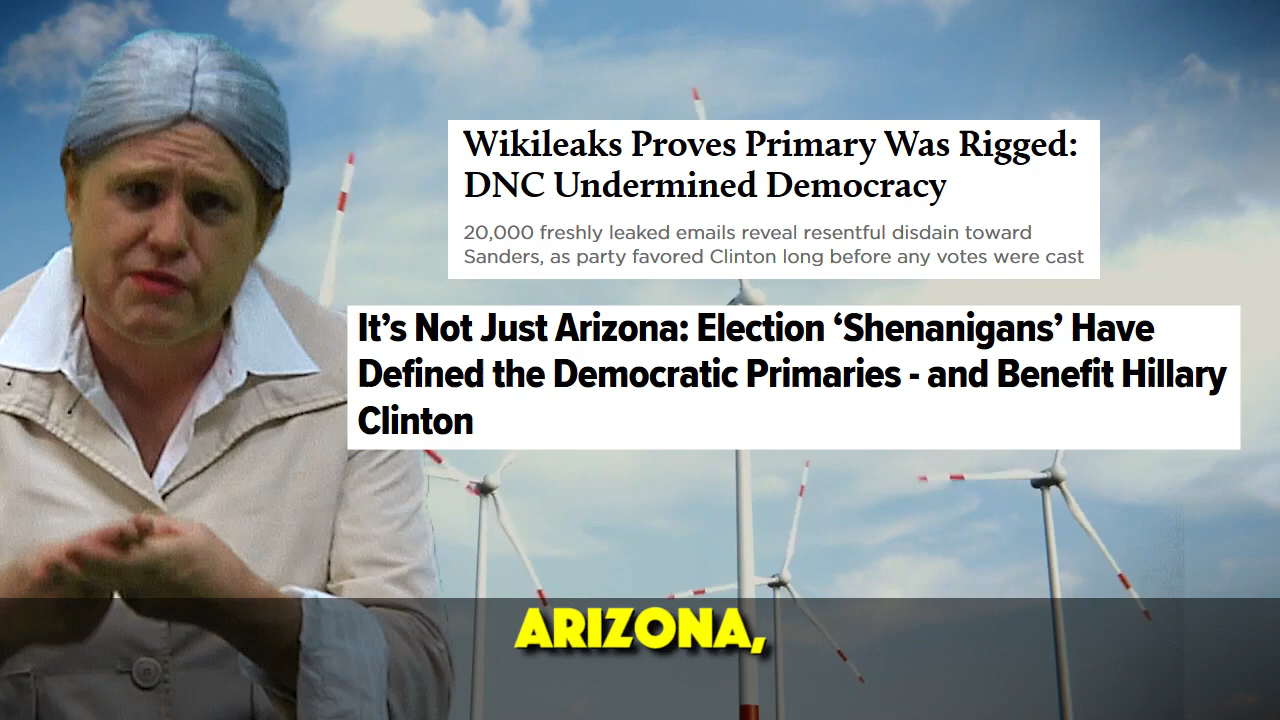 Wikileaks Proves Primary Was Rigged:
DNC Undermined Democracy
20,000 freshly leaked emails reveal resentful disdain toward
Sanders, as party favored Clinton long before any votes were cast
It’s Not Just Arizona: Election ‘Shenanigans’ Have
Defined the Democratic Primaries - and Benefit Hillary
Clinton
ARIZONA,